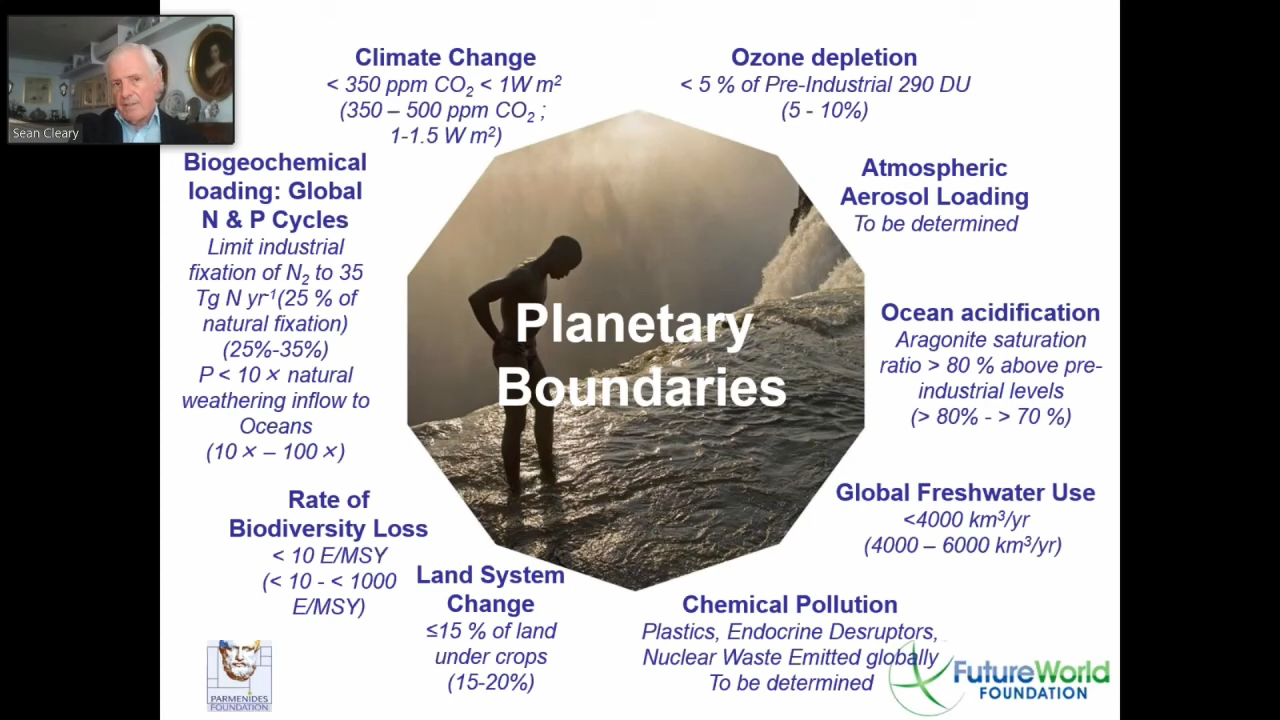 Sean Cleary
Climate Change
< 350 ppm CO₂ < 1W m²
(350 – 500 ppm CO₂ ;
1-1.5 W m²)
Ozone depletion
< 5 % of Pre-Industrial 290 DU
(5 - 10%)
Biogeochemical
loading: Global
N & P Cycles
Limit industrial
fixation of N₂ to 35
Tg N yr⁻¹(25 % of
natural fixation)
(25%-35%)
P < 10 × natural
weathering inflow to
Oceans
(10 × – 100 ×)
Atmospheric
Aerosol Loading
To be determined
Planetary
Boundaries
Ocean acidification
Aragonite saturation
ratio > 80 % above pre-
industrial levels
(> 80% - > 70 %)
Rate of
Biodiversity Loss
< 10 E/MSY
(< 10 - < 1000
E/MSY)
Global Freshwater Use
<4000 km³/yr
(4000 – 6000 km³/yr)
Land System
Change
≤15 % of land
under crops
(15-20%)
Chemical Pollution
Plastics, Endocrine Desruptors,
Nuclear Waste Emitted globally
To be determined
PARMENIDES
FOUNDATION
FutureWorld
FOUNDATION